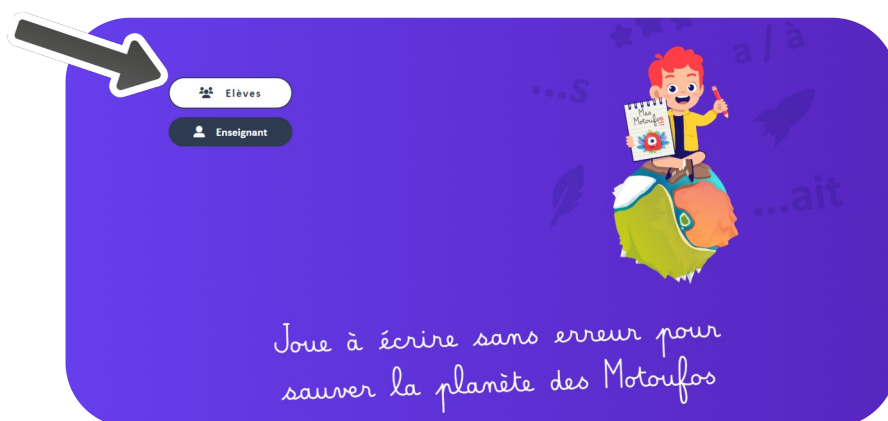 Elèves
Enseignant
...s
a / à
Mes
Motoufos
...ait
Joue à écrire sans erreur pour
sauver la planète des Motoufos